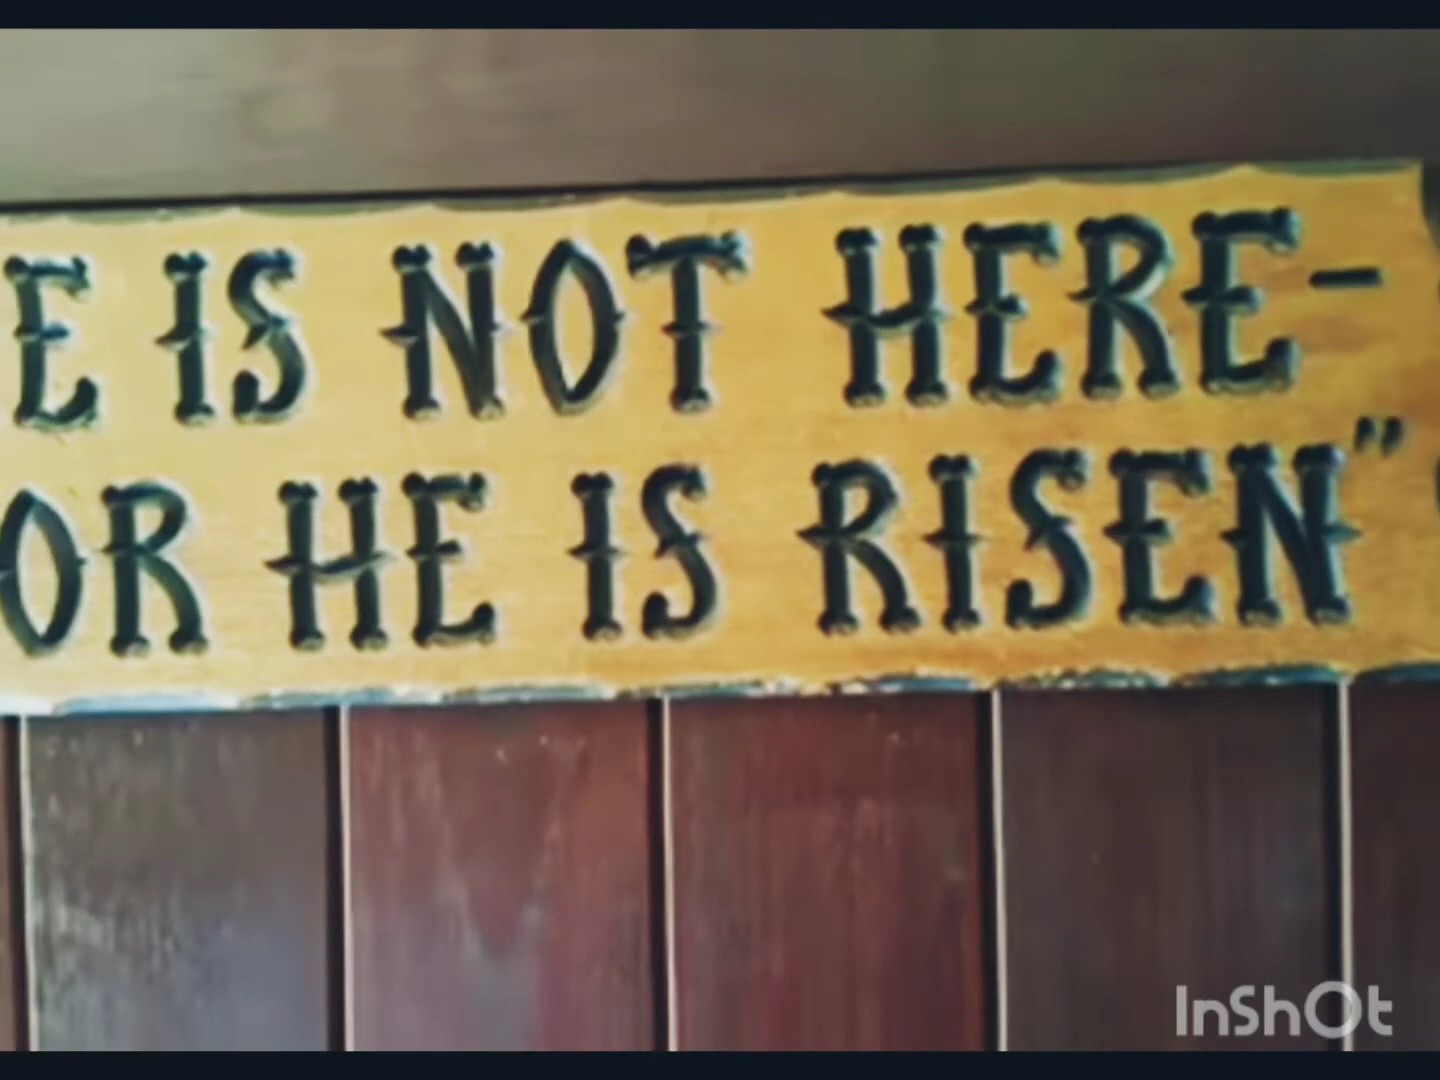 E IS NOT HERE-
OR HE IS RISEN"
InShOt